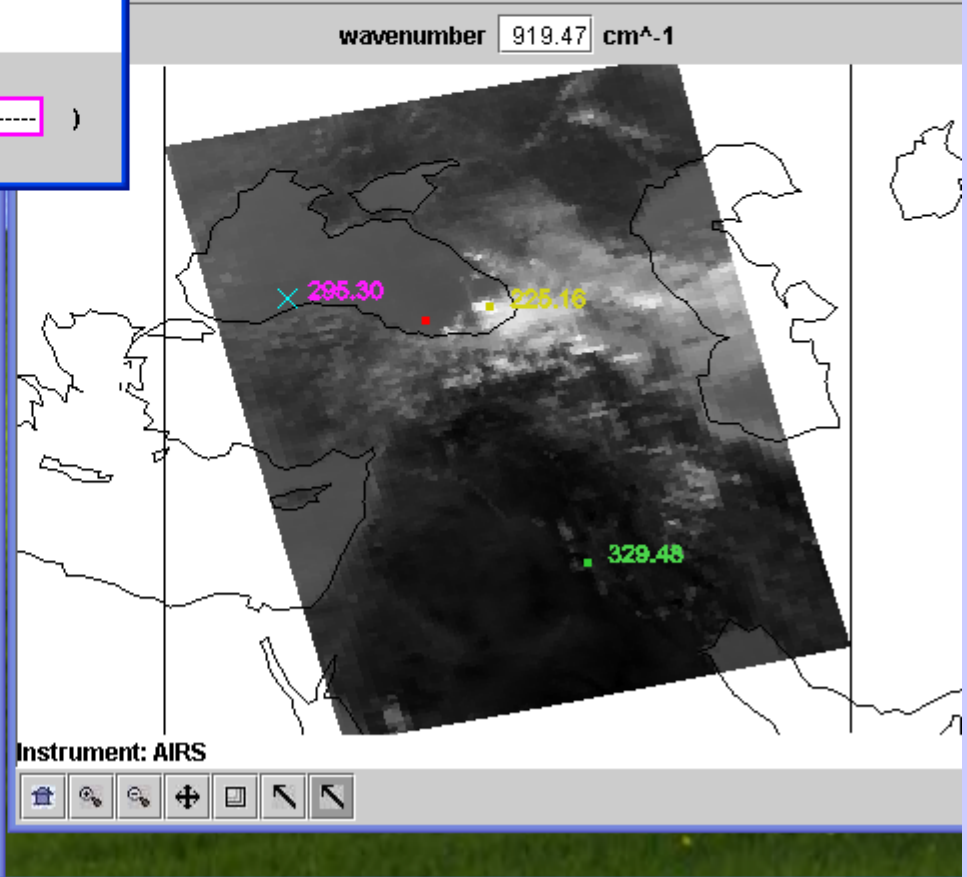 wavenumber 919.47 cm^-1
----- )
295.30
225.16
329.48
Instrument: AIRS